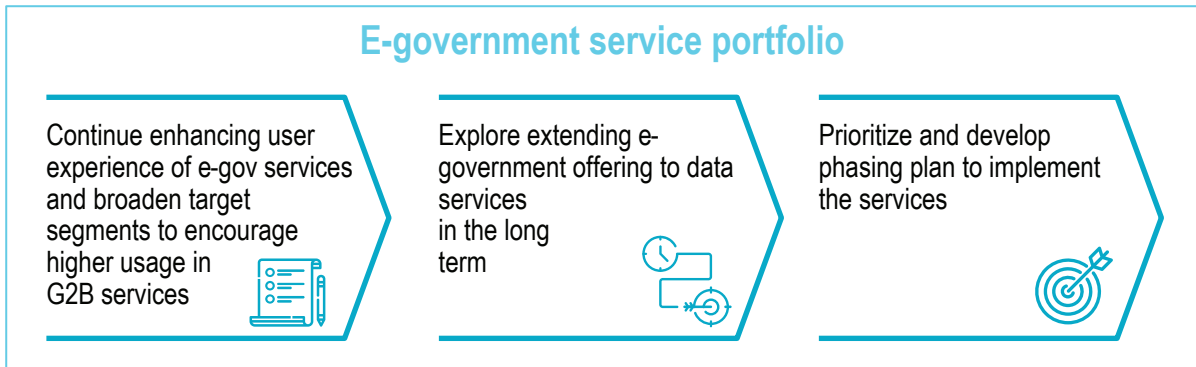 E-government service portfolio
Continue enhancing user
experience of e-gov services
and broaden target
segments to encourage
higher usage in
G2B services
Explore extending e-
government offering to data
services
in the long
term
Prioritize and develop
phasing plan to implement
the services